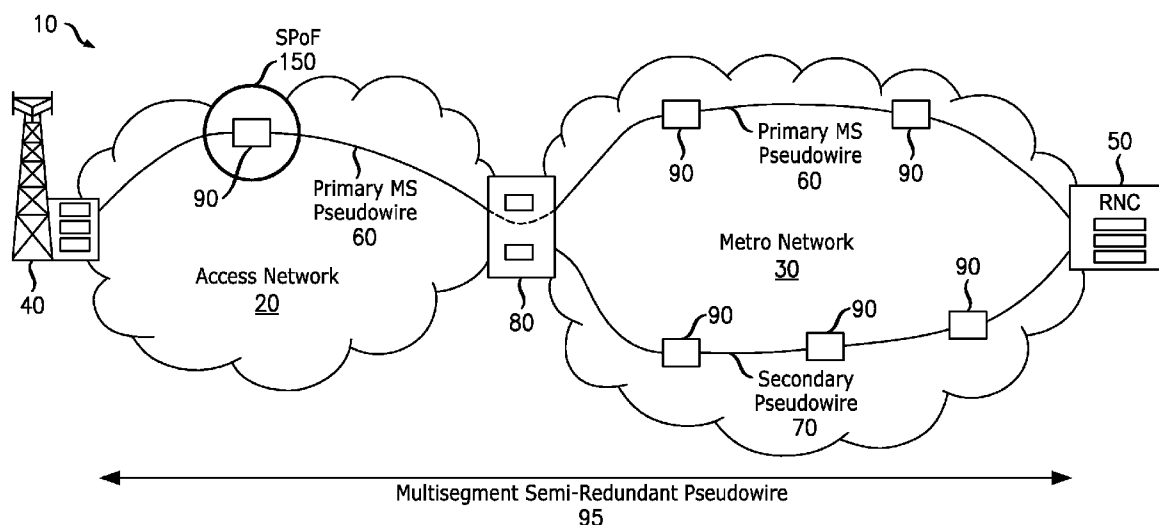 10
SPoF
150
90
Primary MS
Pseudowire
60
Access Network
20
40
80
90
Primary MS
Pseudowire
60
90
50
RNC
Metro Network
30
90
90
90
Secondary
Pseudowire
70
Multisegment Semi-Redundant Pseudowire
95